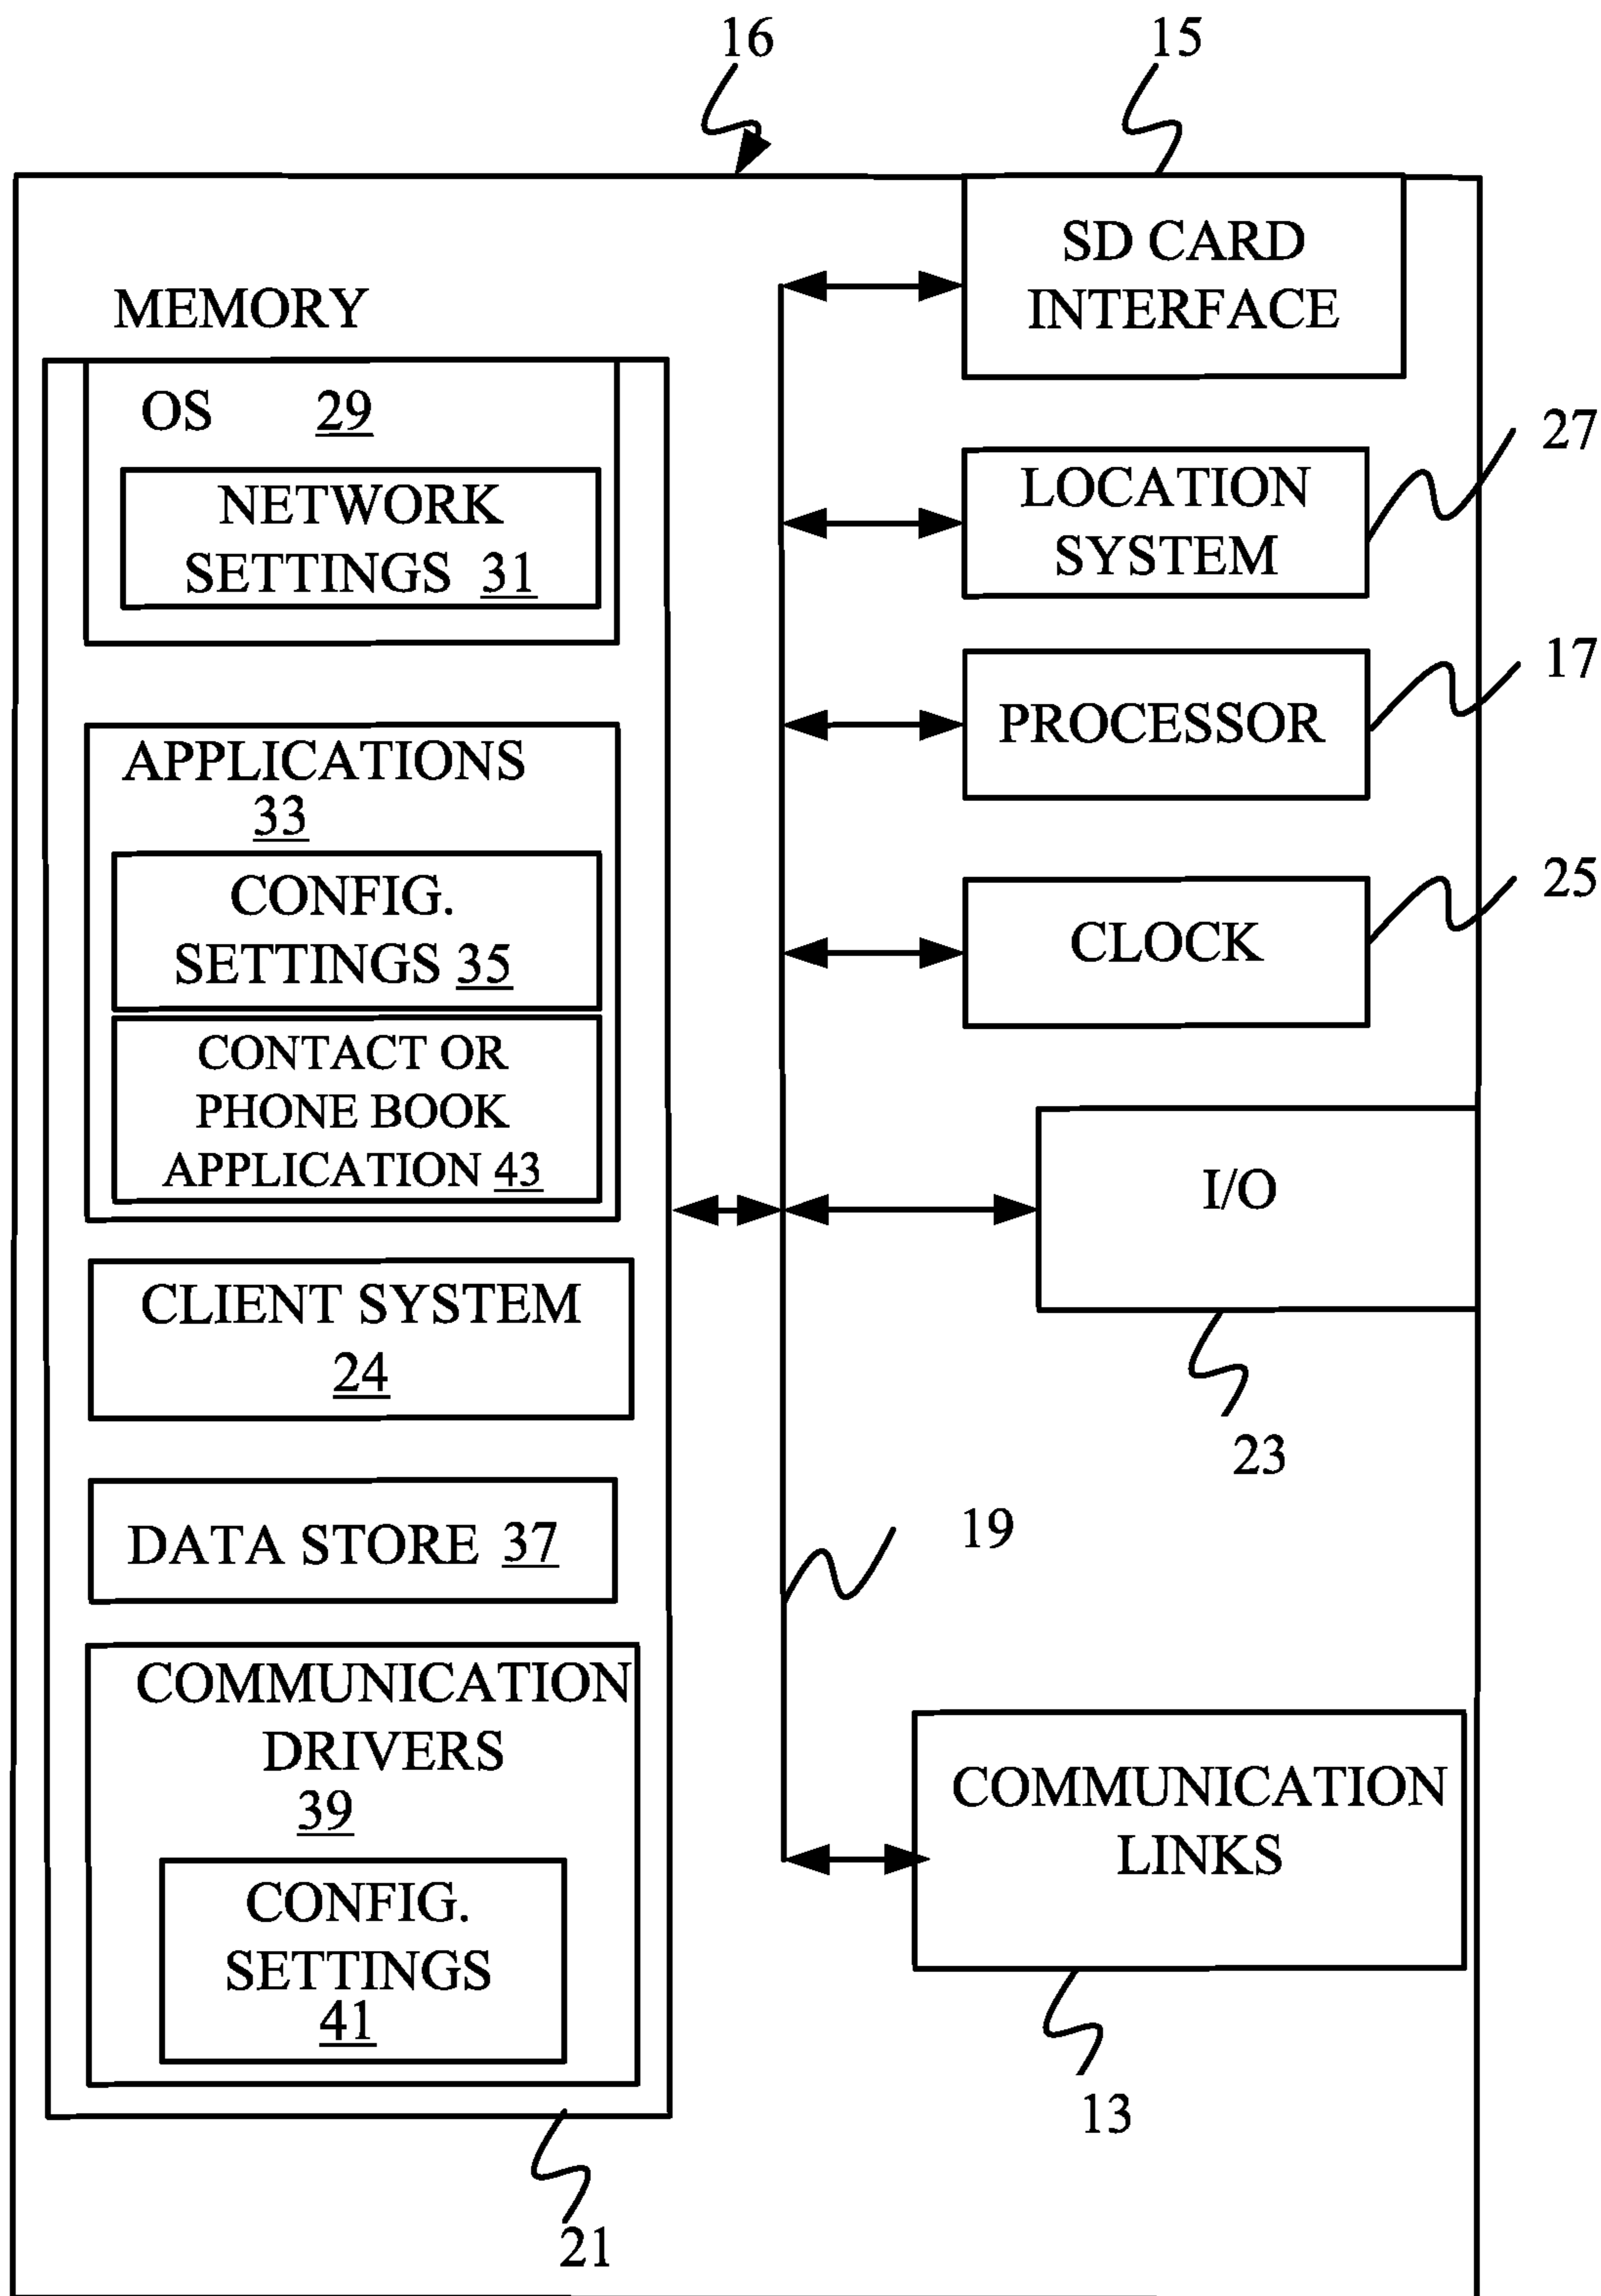 16
15
SD CARD
INTERFACE
MEMORY
OS 29
NETWORK
SETTINGS 31
27
LOCATION
SYSTEM
17
PROCESSOR
APPLICATIONS
33
CONFIG.
SETTINGS 35
25
CLOCK
CONTACT OR
PHONE BOOK
APPLICATION 43
I/O
CLIENT SYSTEM
24
23
DATA STORE 37
19
COMMUNICATION
DRIVERS
39
CONFIG.
SETTINGS
41
COMMUNICATION
LINKS
13
21